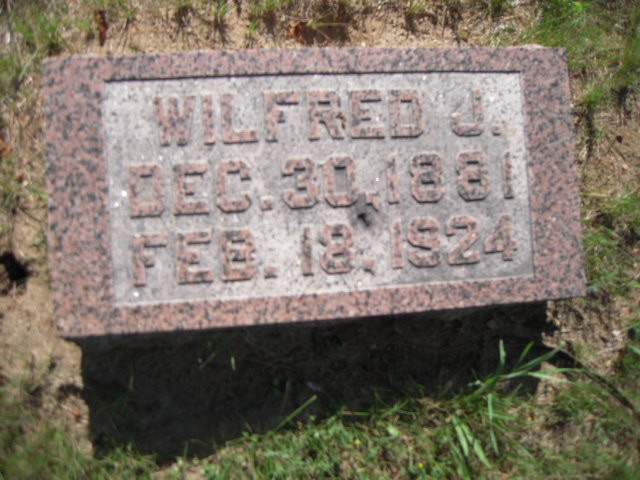 WILFRED J.
DEC. 30, 1881
FEB. 18, 1924